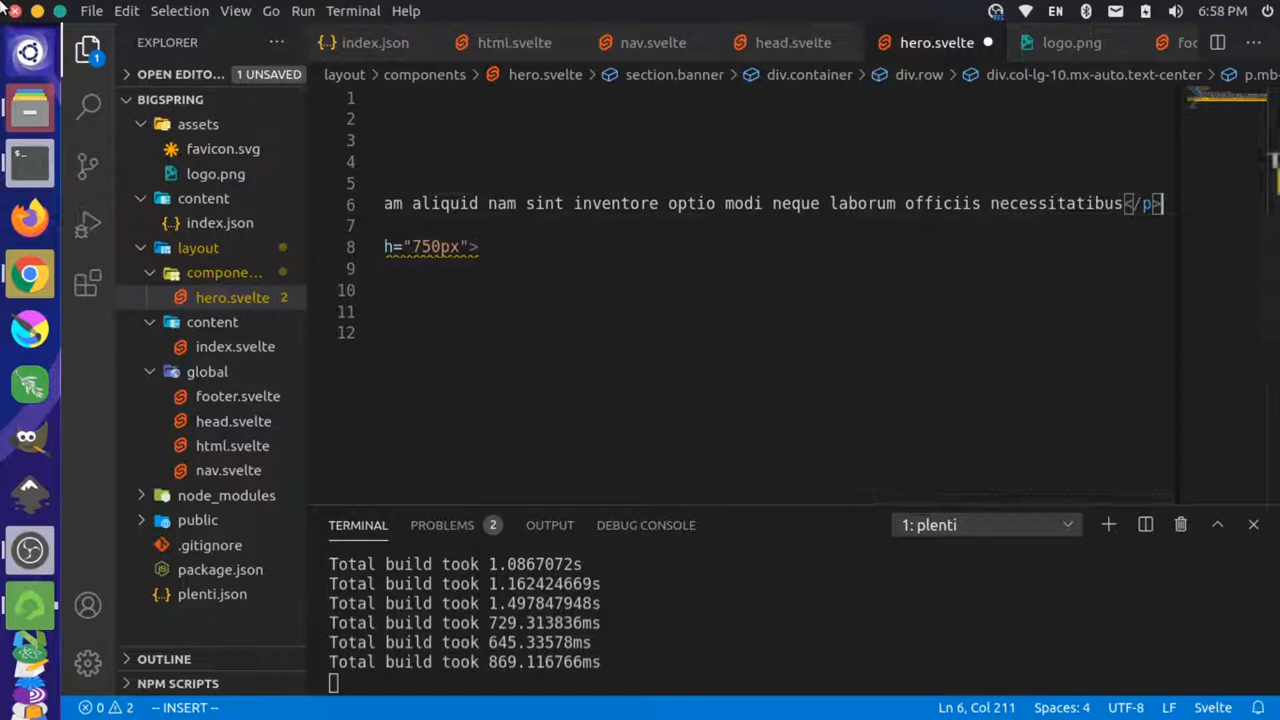 File Edit Selection View Go Run Terminal Help
REC EN 6:58 PM
EXPLORER ···
index.json html.svelte nav.svelte head.svelte hero.svelte logo.png foo
OPEN EDITO... 1 UNSAVED
layout > components > hero.svelte > section.banner > div.container > div.row > div.col-lg-10.mx-auto.text-center > p.mb-
BIGSPRING
assets
favicon.svg
logo.png
content
index.json
layout
compone...
hero.svelte 2
content
index.svelte
global
footer.svelte
head.svelte
html.svelte
nav.svelte
node_modules
public
.gitignore
package.json
plenti.json
OUTLINE
NPM SCRIPTS
1
1
2
3
4
5
6 am aliquid nam sint inventore optio modi neque laborum officiis necessitatibus</p>
7
8 h="750px">
9
10
11
12
TERMINAL PROBLEMS 2 OUTPUT DEBUG CONSOLE 1: plenti
Total build took 1.0867072s
Total build took 1.162424669s
Total build took 1.497847948s
Total build took 729.313836ms
Total build took 645.33578ms
Total build took 869.116766ms
0 2 -- INSERT -- Ln 6, Col 211 Spaces: 4 UTF-8 LF Svelte